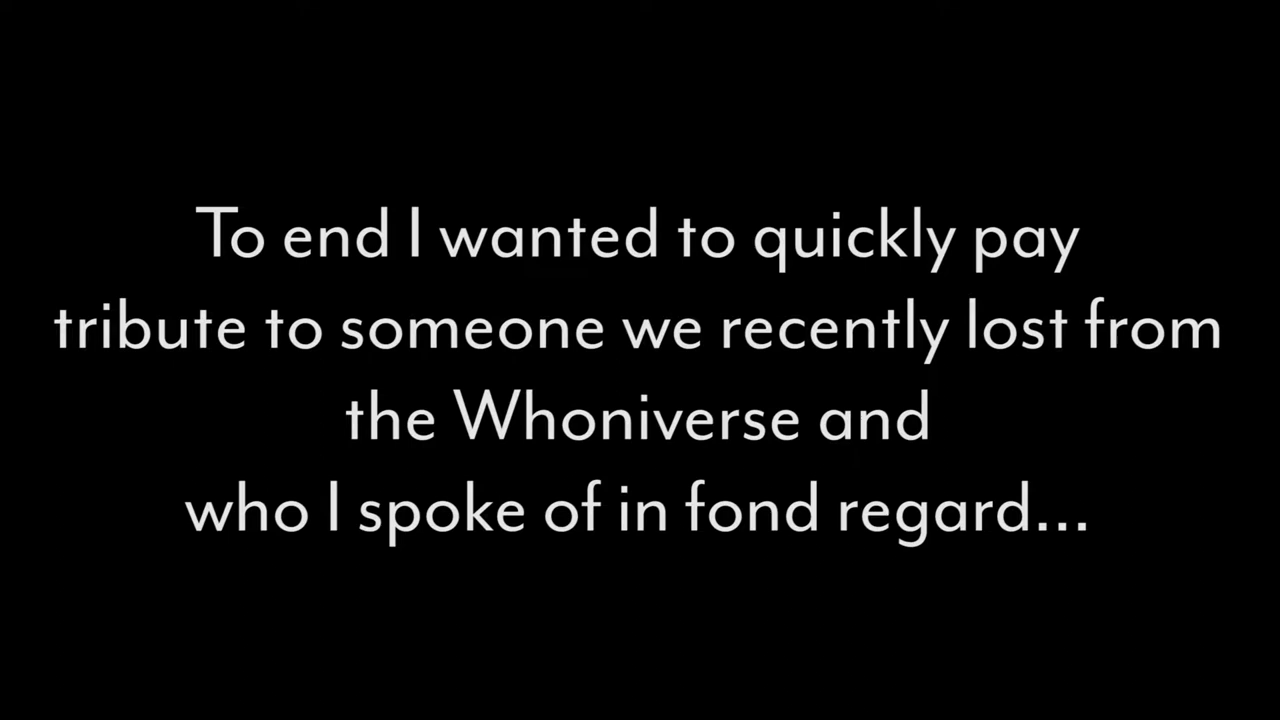 To end I wanted to quickly pay
tribute to someone we recently lost from
the Whoniverse and
who I spoke of in fond regard...